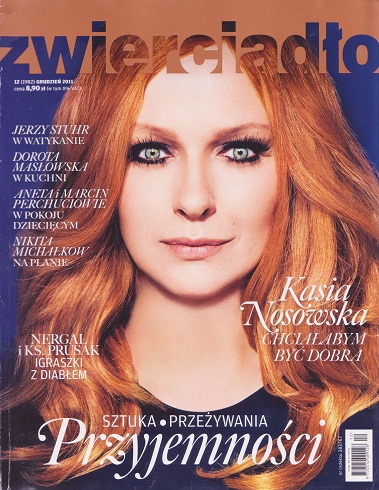 zwierciadło
12 (1982) GRUDZIEŃ 2011
cena 8,90 zł (w tym 8% VAT)
JERZY STUHR
W WATYKANIE
DOROTA
MASŁOWSKA
W KUCHNI
ANETA i MARCIN
PERCHUCIOWIE
W POKOJU
DZIECIĘCYM
NIKITA
MICHAŁKOW
NA PLANIE
Kasia
Nosowska
CHCIAŁABYM
BYĆ DOBRA
NERGAL
i KS. PRUSAK
IGRASZKI
Z DIABŁEM
SZTUKA • PRZEŻYWANIA
Przyjemności